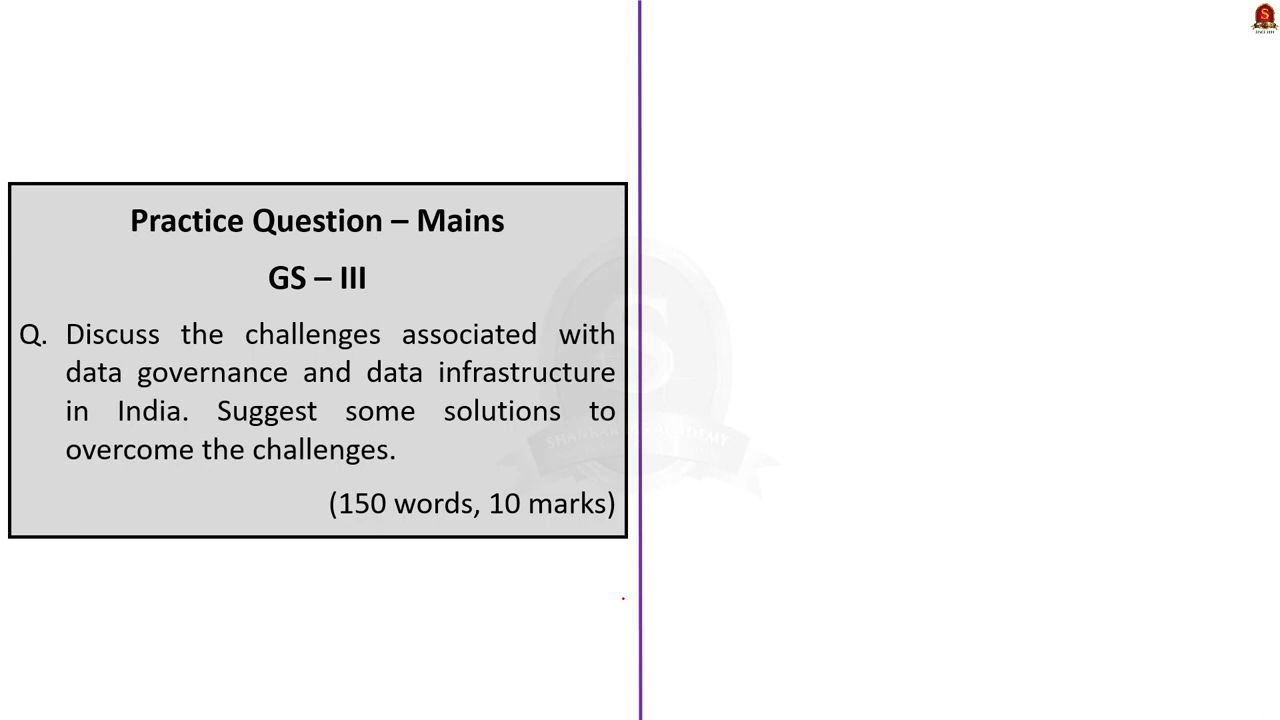 Practice Question – Mains
GS – III
Q. Discuss the challenges associated with
data governance and data infrastructure
in India. Suggest some solutions to
overcome the challenges.
(150 words, 10 marks)
S
S